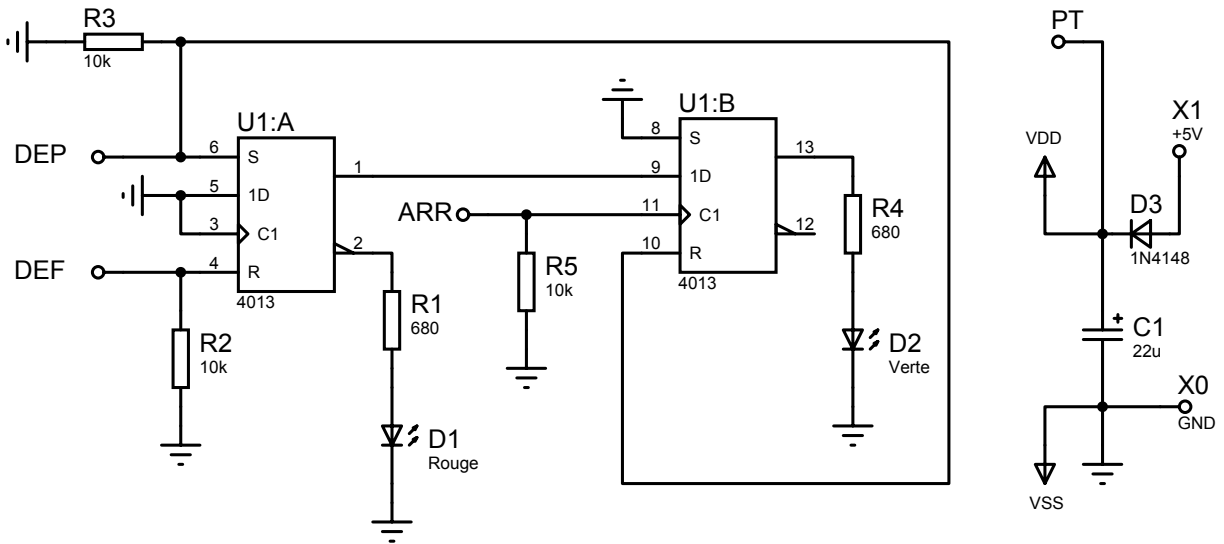 R3
10k
DEP
DEF
U1:A
6
S
5
1D
3
C1
4
R
1
2
4013
R2
10k
R1
680
D1
Rouge
ARR
R5
10k
U1:B
8
S
9
1D
11
C1
10
R
13
12
4013
R4
680
D2
Verte
PT
X1
+5V
VDD
D3
1N4148
+
C1
22u
X0
GND
VSS